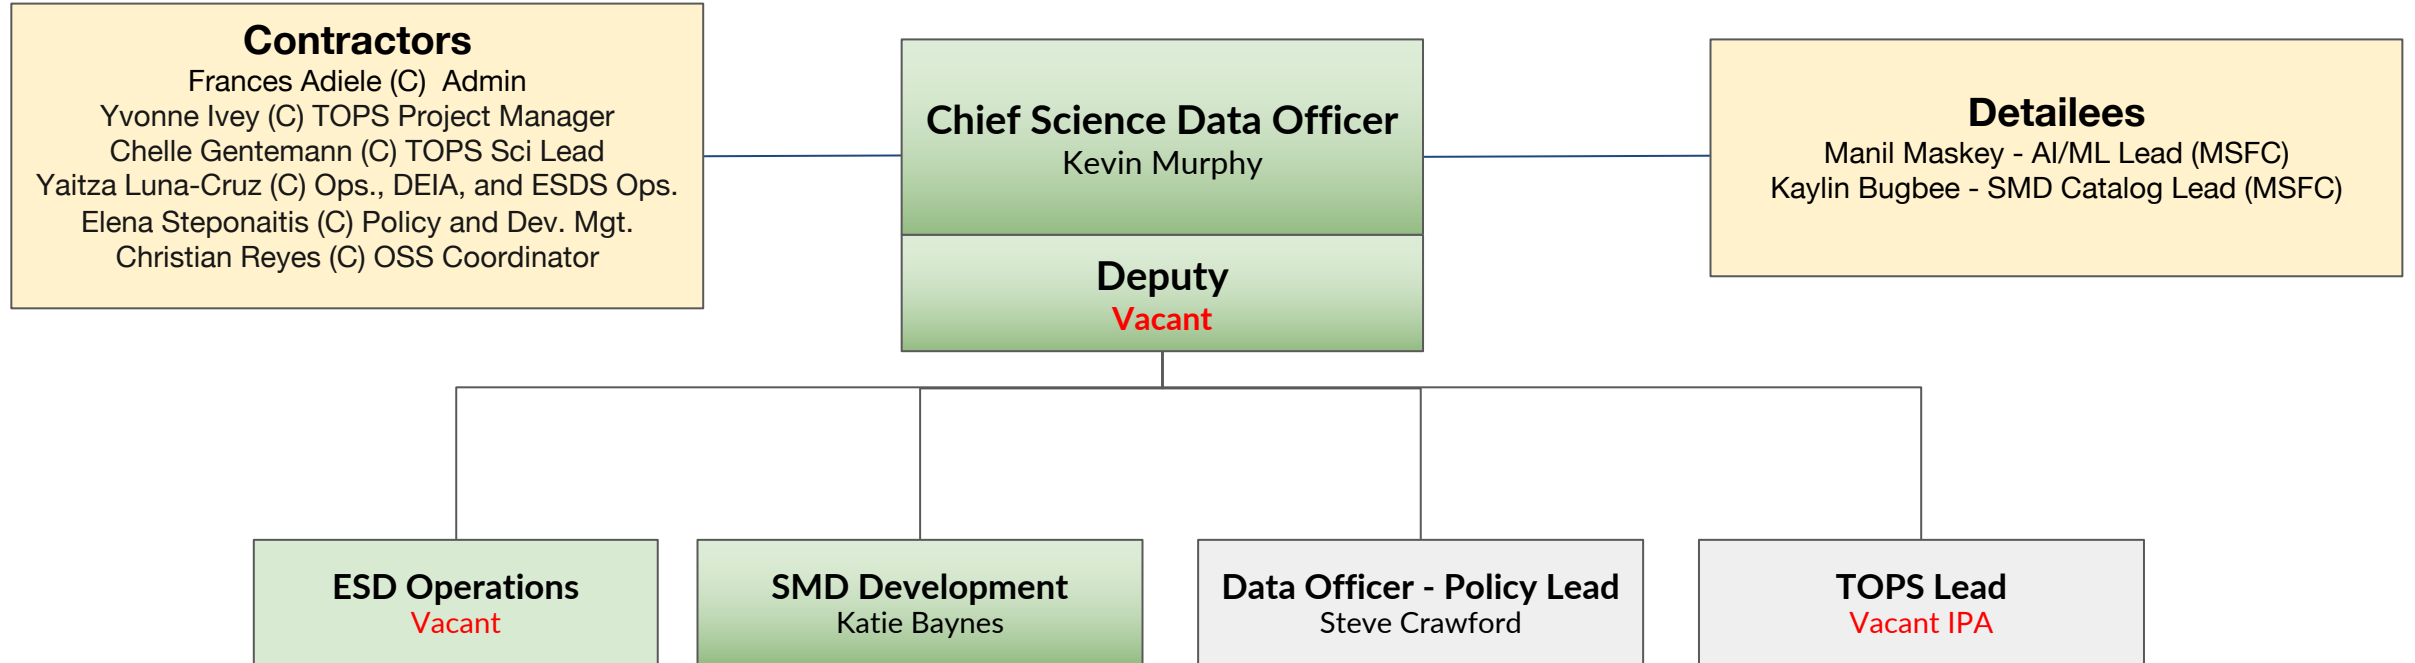 Contractors
Frances Adiele (C)  Admin
Yvonne Ivey (C) TOPS Project Manager
Chelle Gentemann (C) TOPS Sci Lead
Yaitza Luna-Cruz (C) Ops., DEIA, and ESDS Ops.
Elena Steponaitis (C) Policy and Dev. Mgt.
Christian Reyes (C) OSS Coordinator
Chief Science Data Officer
Kevin Murphy
Deputy
Vacant
Detailees
Manil Maskey - AI/ML Lead (MSFC)
Kaylin Bugbee - SMD Catalog Lead (MSFC)
ESD Operations
Vacant
SMD Development
Katie Baynes
Data Officer - Policy Lead
Steve Crawford
TOPS Lead
Vacant IPA